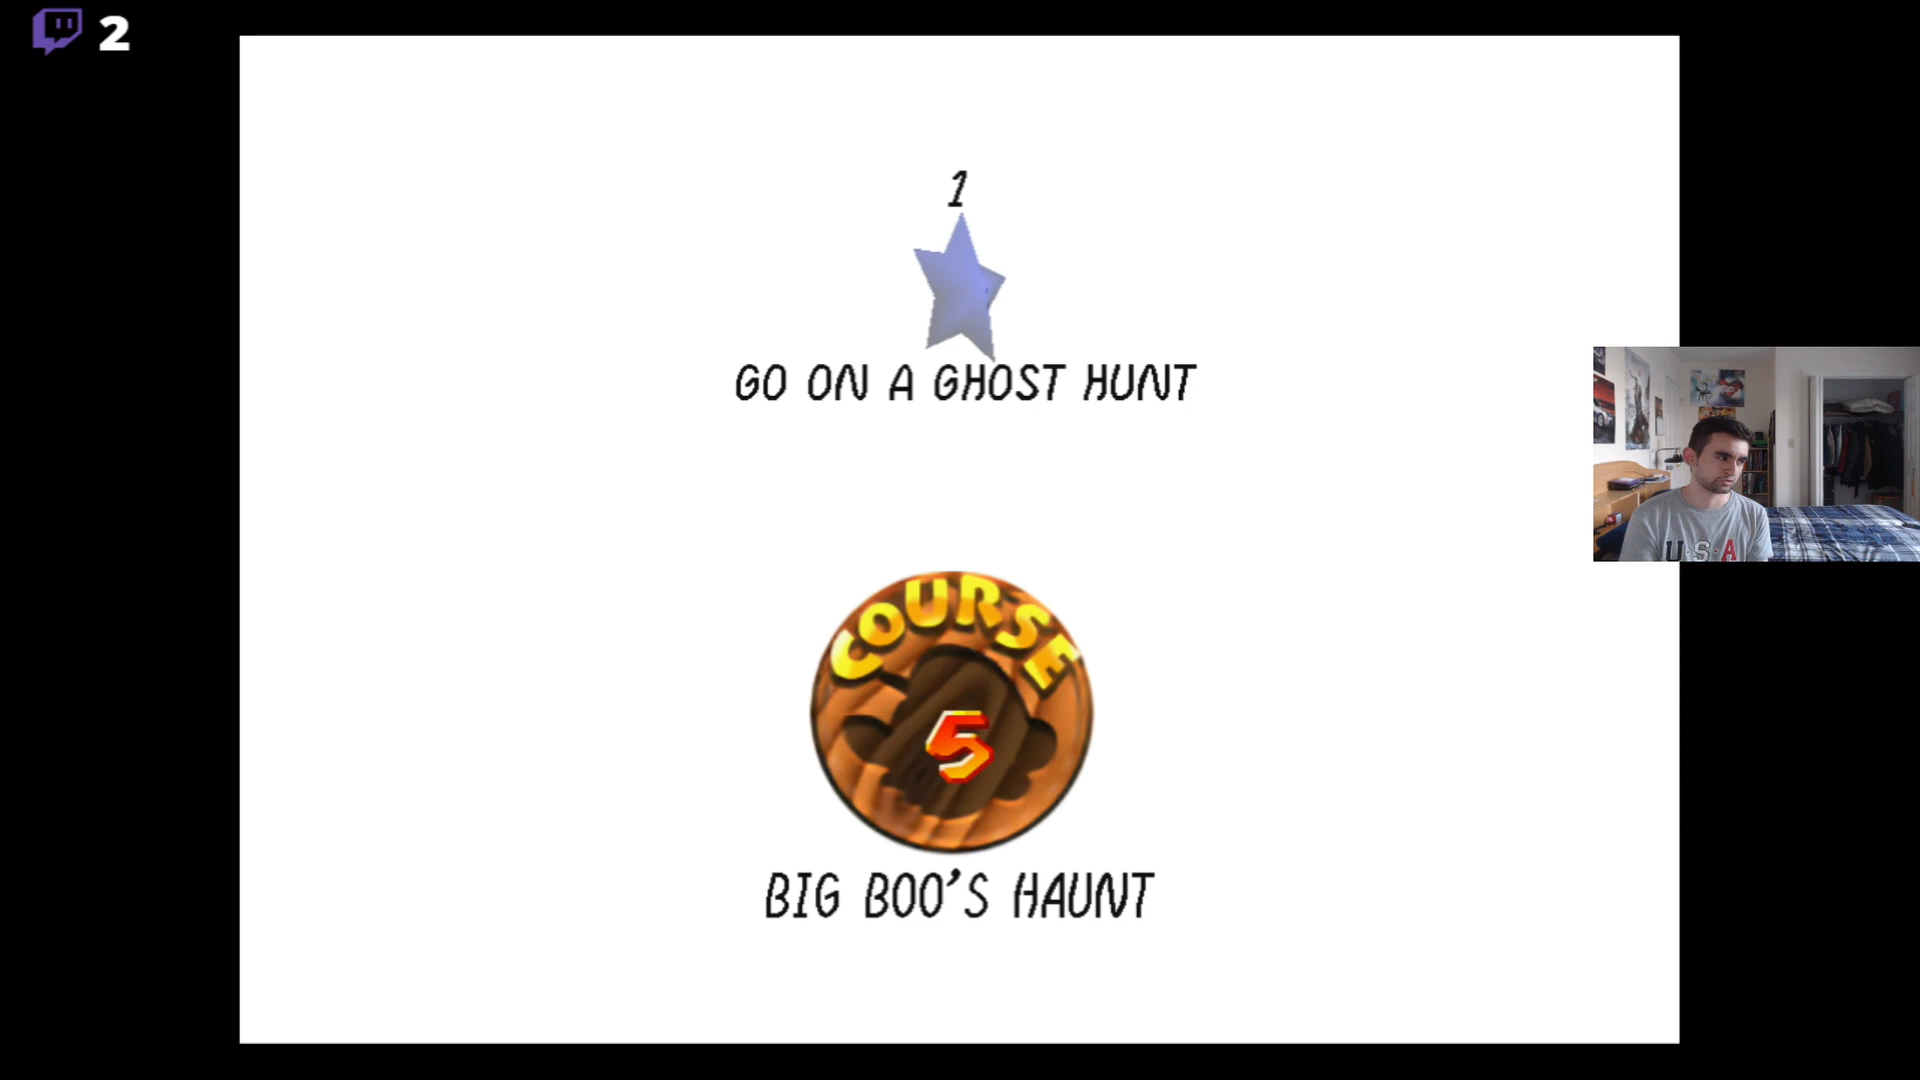 2
1
GO ON A GHOST HUNT
COURSE
5
BIG BOO'S HAUNT
U.S.A